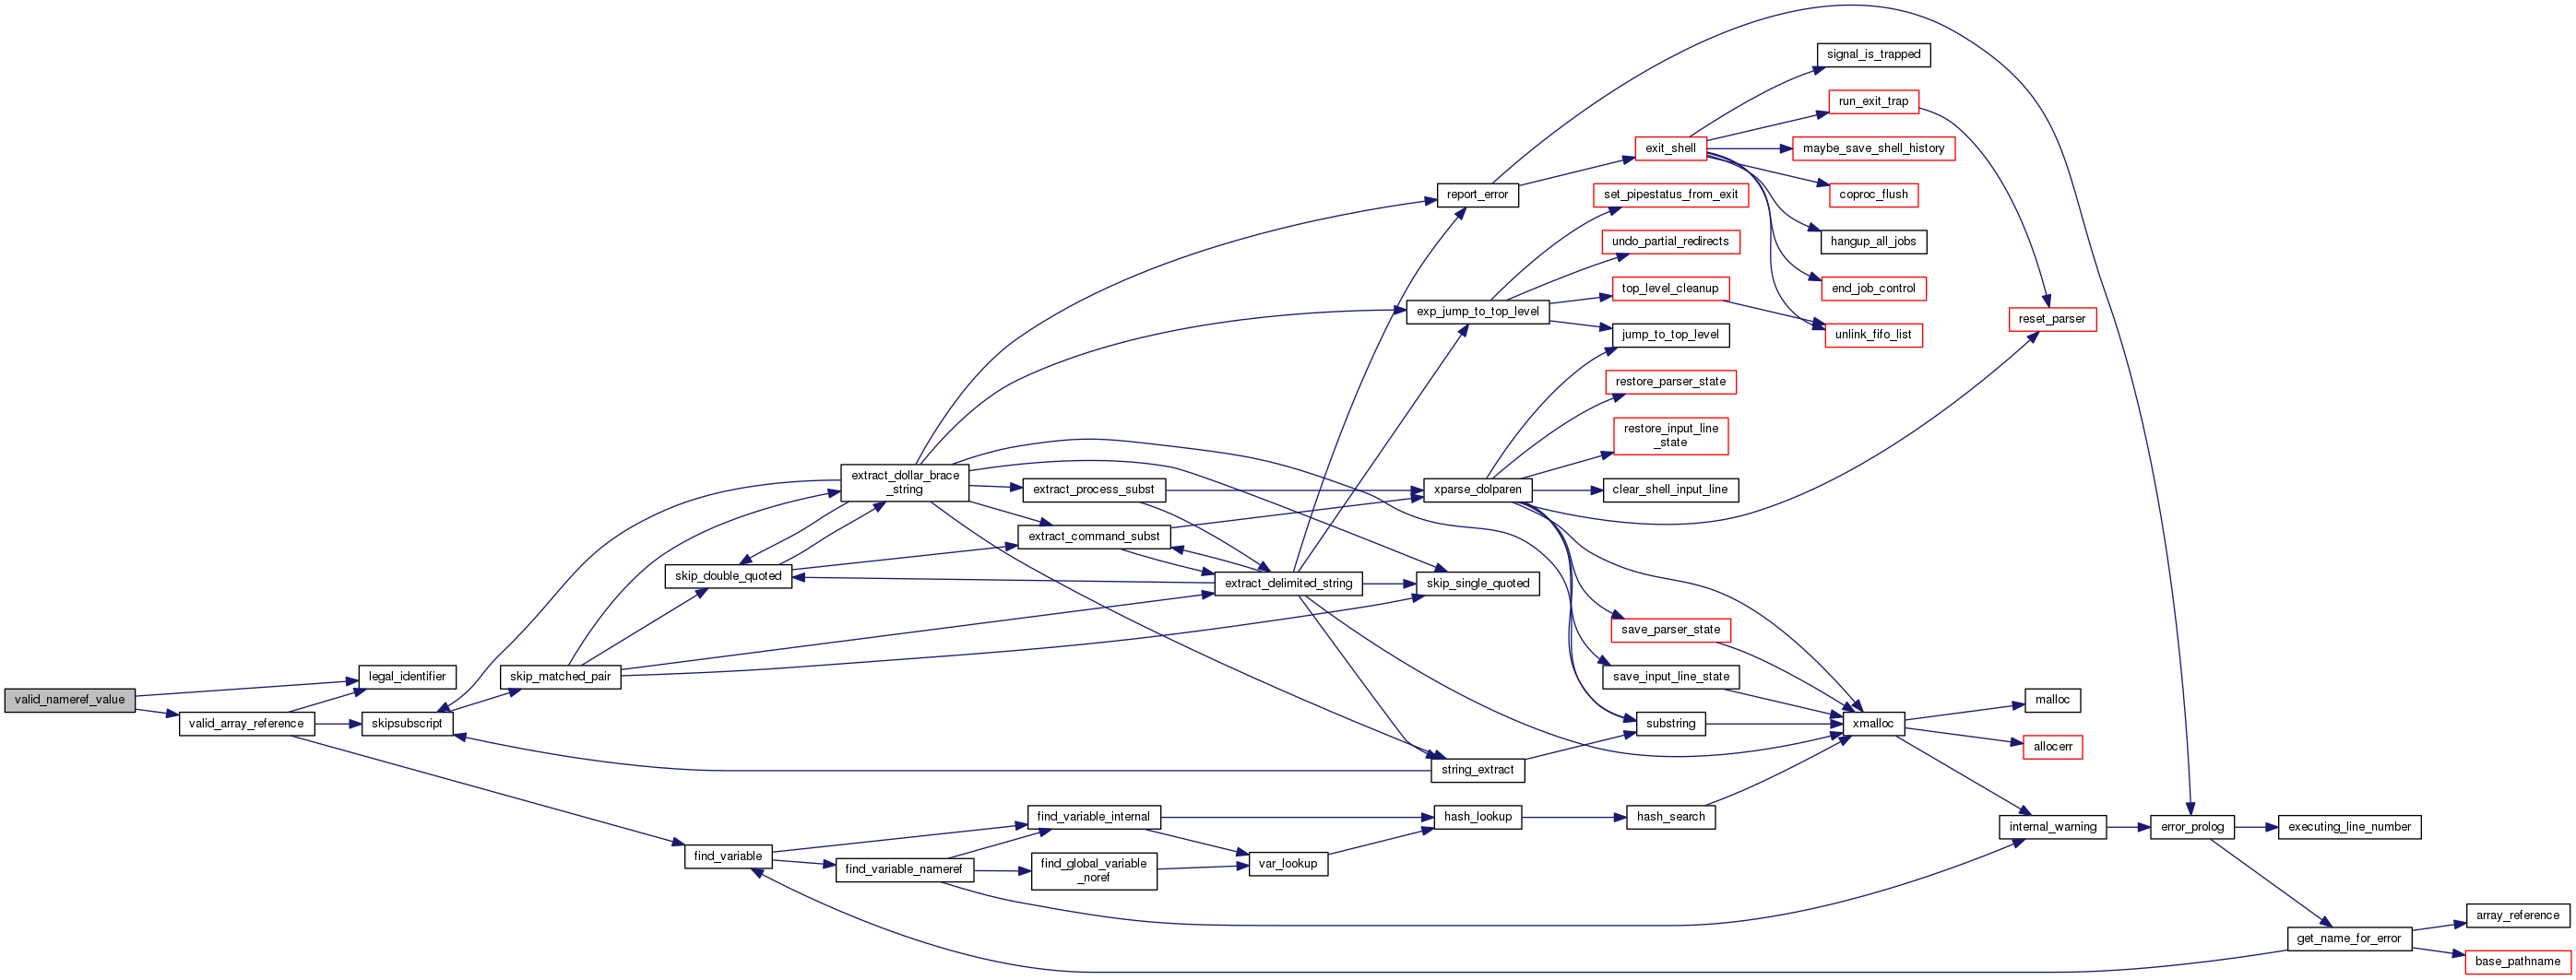 signal_is_trapped
run_exit_trap
exit_shell
maybe_save_shell_history
report_error
set_pipestatus_from_exit
coproc_flush
undo_partial_redirects
hangup_all_jobs
top_level_cleanup
end_job_control
exp_jump_to_top_level
reset_parser
jump_to_top_level
unlink_fifo_list
restore_parser_state
restore_input_line
_state
extract_dollar_brace
_string
extract_process_subst
xparse_dolparen
clear_shell_input_line
extract_command_subst
skip_double_quoted
extract_delimited_string
skip_single_quoted
save_parser_state
legal_identifier
skip_matched_pair
save_input_line_state
valid_nameref_value
malloc
valid_array_reference
skipsubscript
substring
xmalloc
allocerr
string_extract
find_variable_internal
hash_lookup
hash_search
internal_warning
error_prolog
executing_line_number
find_variable
find_variable_nameref
find_global_variable
_noref
var_lookup
array_reference
get_name_for_error
base_pathname